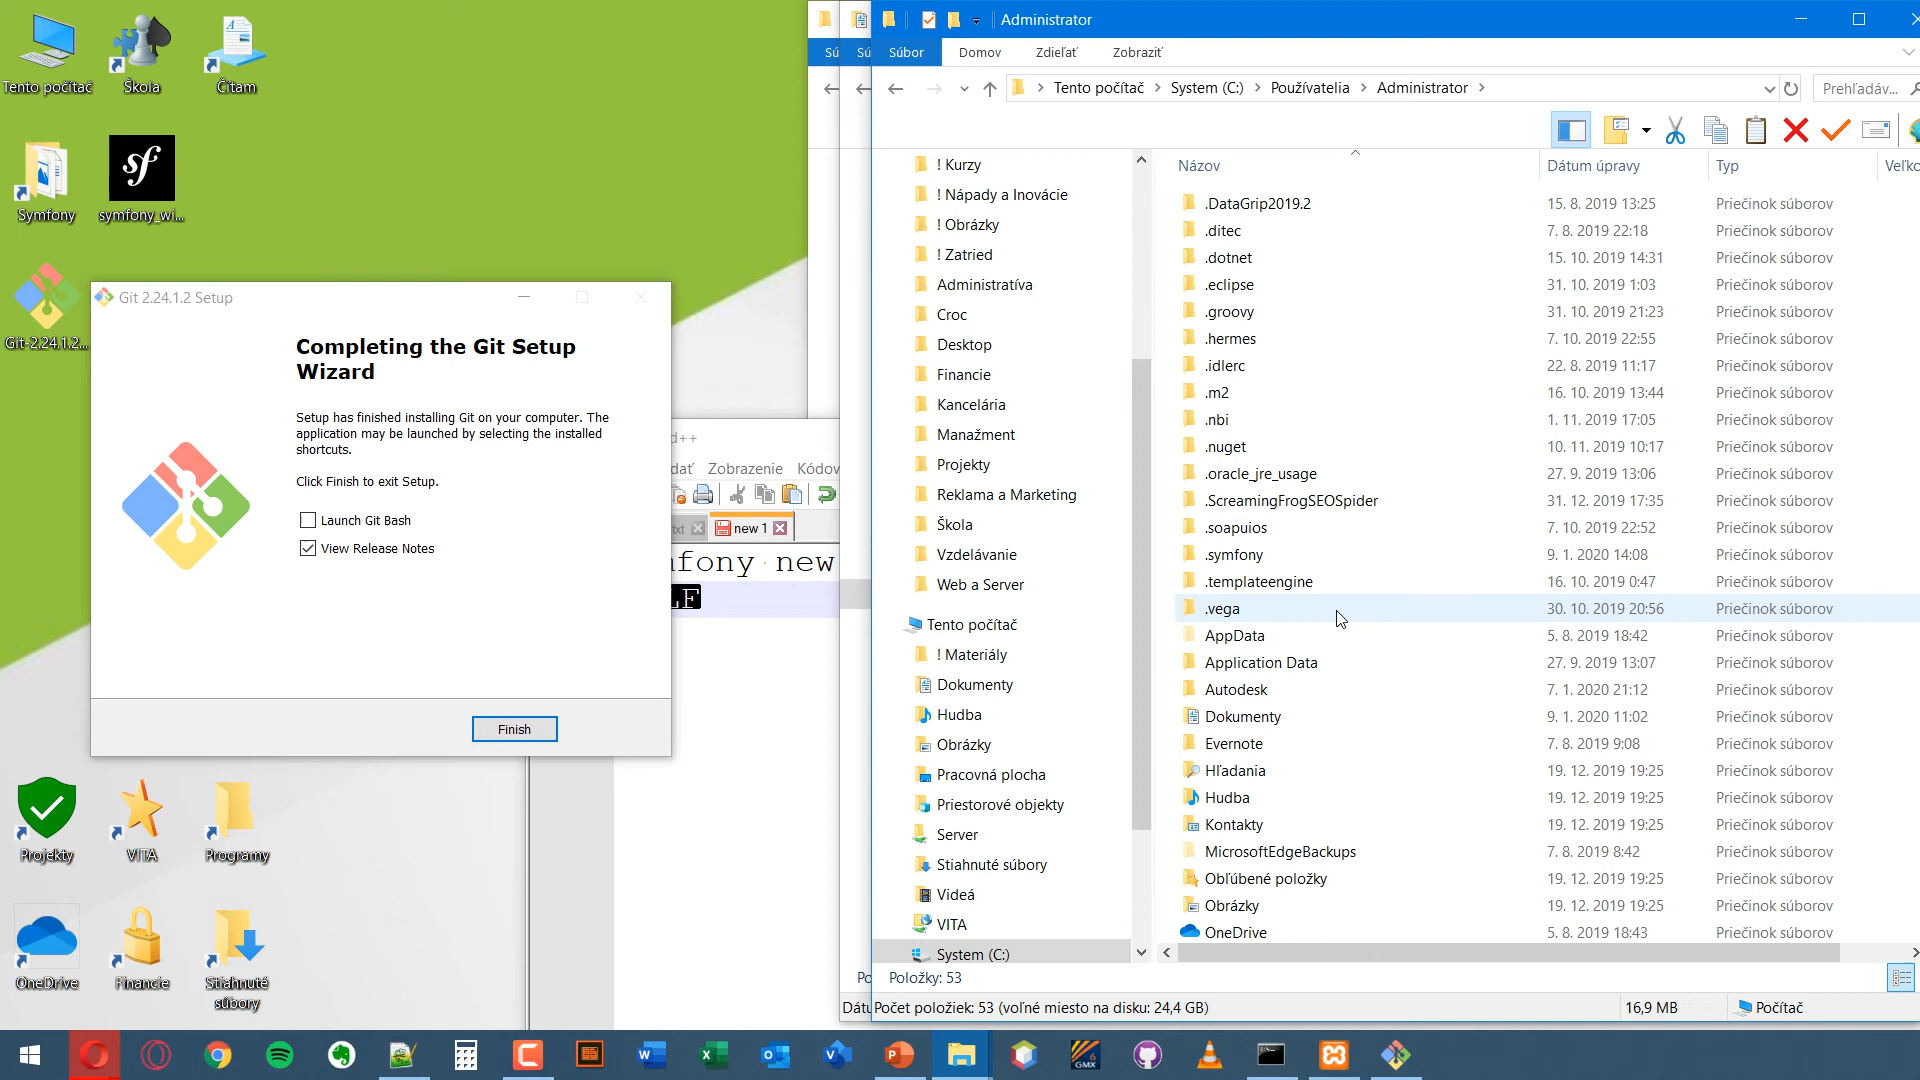 Tento počítač
Škola
Čítam
Symfony
symfony_wi...
Git-2.24.1.2...
Projekty
VITA
Programy
OneDrive
Financie
Stiahnuté
súbory
Git 2.24.1.2 Setup
Completing the Git Setup
Wizard
Setup has finished installing Git on your computer. The
application may be launched by selecting the installed
shortcuts.
Click Finish to exit Setup.
Launch Git Bash
View Release Notes
Finish
d++
dať Zobrazenie Kódov
txt new 1
fony new
LF
Sú
Sú
Administrator
Súbor Domov Zdieľať Zobraziť
Tento počítač System (C:) Používatelia Administrator
Prehľadáv...
! Kurzy
! Nápady a Inovácie
! Obrázky
! Zatried
Administratíva
Croc
Desktop
Financie
Kancelária
Manažment
Projekty
Reklama a Marketing
Škola
Vzdelávanie
Web a Server
Tento počítač
! Materiály
Dokumenty
Hudba
Obrázky
Pracovná plocha
Priestorové objekty
Server
Stiahnuté súbory
Videá
VITA
System (C:)
Názov Dátum úpravy Typ Veľko
.DataGrip2019.2 15. 8. 2019 13:25 Priečinok súborov
.ditec 7. 8. 2019 22:18 Priečinok súborov
.dotnet 15. 10. 2019 14:31 Priečinok súborov
.eclipse 31. 10. 2019 1:03 Priečinok súborov
.groovy 31. 10. 2019 21:23 Priečinok súborov
.hermes 7. 10. 2019 22:55 Priečinok súborov
.idlerc 22. 8. 2019 11:17 Priečinok súborov
.m2 16. 10. 2019 13:44 Priečinok súborov
.nbi 1. 11. 2019 17:05 Priečinok súborov
.nuget 10. 11. 2019 10:17 Priečinok súborov
.oracle_jre_usage 27. 9. 2019 13:06 Priečinok súborov
.ScreamingFrogSEOSpider 31. 12. 2019 17:35 Priečinok súborov
.soapuios 7. 10. 2019 22:52 Priečinok súborov
.symfony 9. 1. 2020 14:08 Priečinok súborov
.templateengine 16. 10. 2019 0:47 Priečinok súborov
.vega 30. 10. 2019 20:56 Priečinok súborov
AppData 5. 8. 2019 18:42 Priečinok súborov
Application Data 27. 9. 2019 13:07 Priečinok súborov
Autodesk 7. 1. 2020 21:12 Priečinok súborov
Dokumenty 9. 1. 2020 11:02 Priečinok súborov
Evernote 7. 8. 2019 9:08 Priečinok súborov
Hľadania 19. 12. 2019 19:25 Priečinok súborov
Hudba 19. 12. 2019 19:25 Priečinok súborov
Kontakty 19. 12. 2019 19:25 Priečinok súborov
MicrosoftEdgeBackups 7. 8. 2019 8:42 Priečinok súborov
Obľúbené položky 19. 12. 2019 19:25 Priečinok súborov
Obrázky 19. 12. 2019 19:25 Priečinok súborov
OneDrive 5. 8. 2019 18:43 Priečinok súborov
Po
Položky: 53
Dátu
Počet položiek: 53 (voľné miesto na disku: 24,4 GB) 16,9 MB Počítač